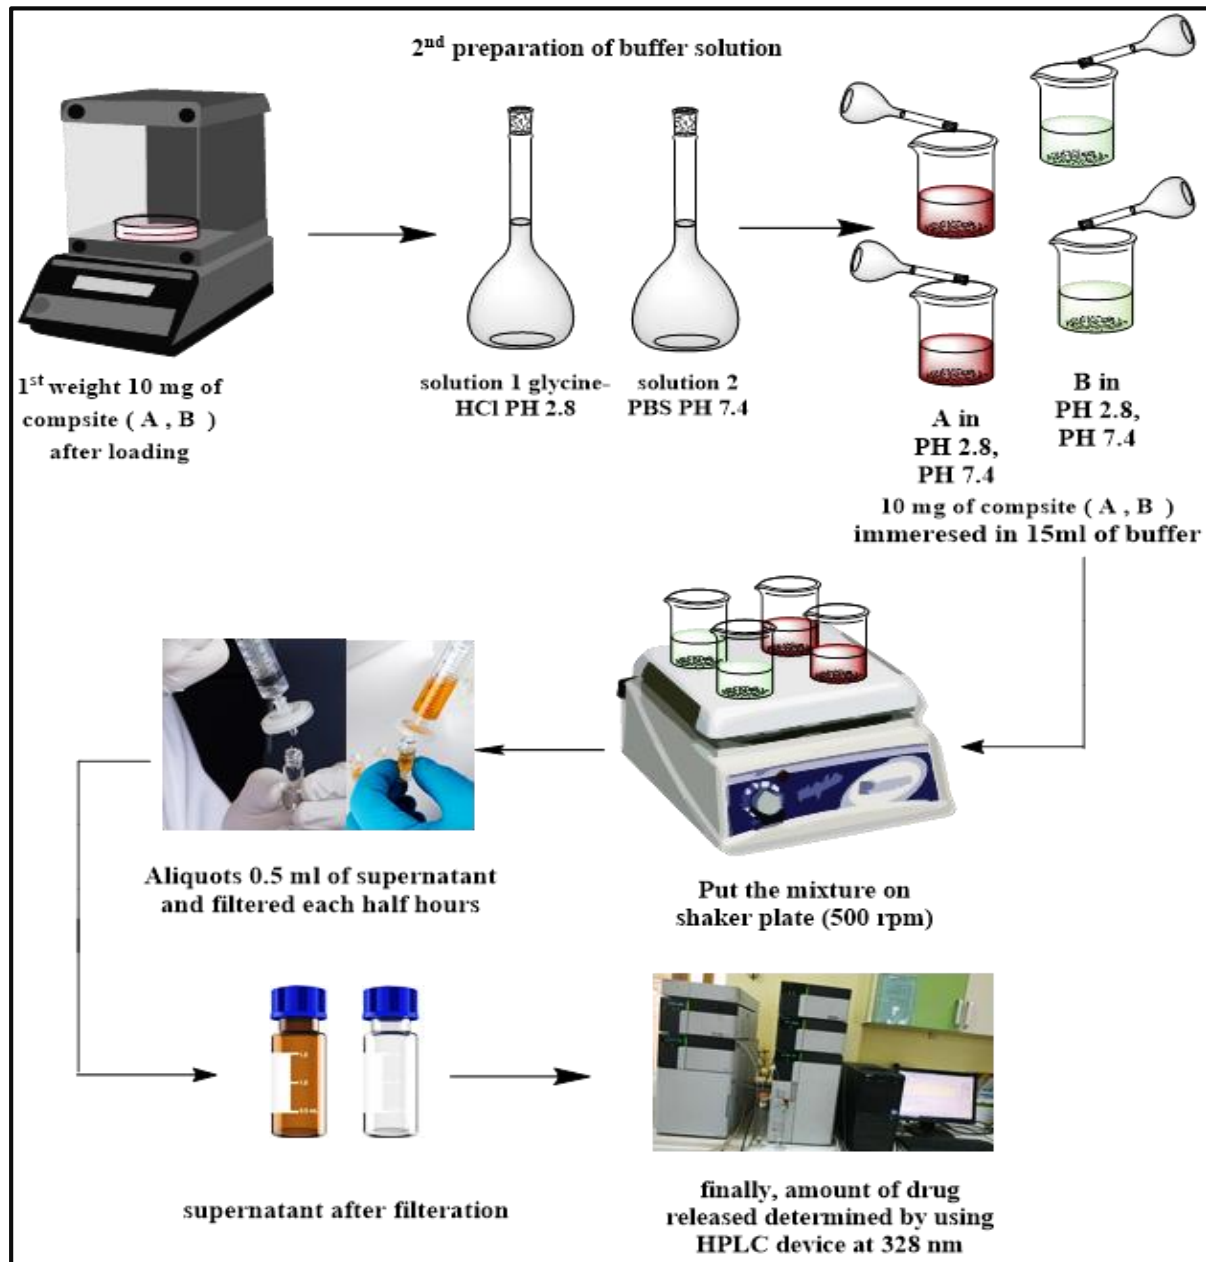 2nd preparation of buffer solution
1st weight 10 mg of
compsite ( A , B )
after loading
solution 1 glycine-
HCl PH 2.8
solution 2
PBS PH 7.4
A in
PH 2.8,
PH 7.4
B in
PH 2.8,
PH 7.4
10 mg of compsite ( A , B )
immeresed in 15ml of buffer
Put the mixture on
shaker plate (500 rpm)
Aliquots 0.5 ml of supernatant
and filtered each half hours
supernatant after filteration
finally, amount of drug
released determined by using
HPLC device at 328 nm